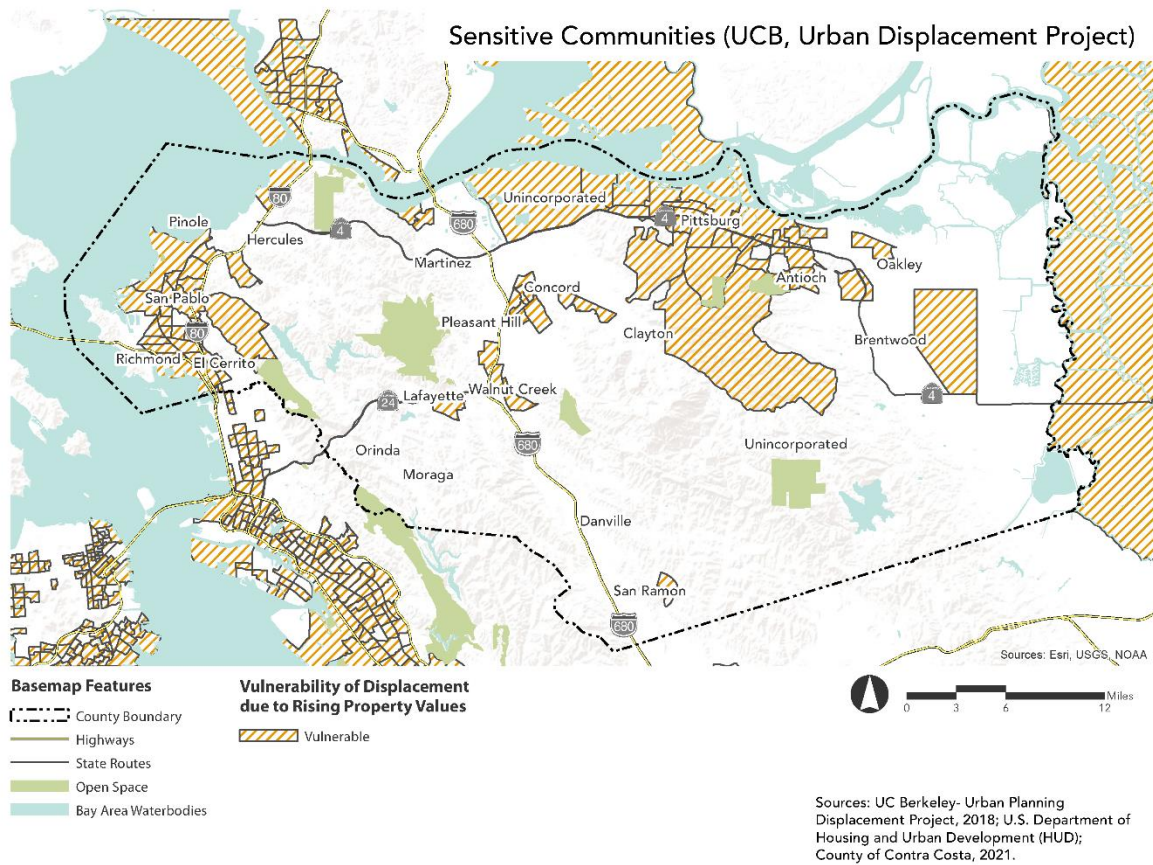 Sensitive Communities (UCB, Urban Displacement Project)
80
Unincorporated
Pinole
Hercules
4
680
4
Pittsburg
Martinez
Oakley
San Pablo
Concord
Antioch
80
Pleasant Hill
Clayton
Richmond
El Cerrito
Brentwood
24
Lafayette
Walnut Creek
4
Orinda
680
Unincorporated
Moraga
Danville
San Ramon
680
Sources: Esri, USGS, NOAA
Basemap Features
County Boundary
Highways
State Routes
Open Space
Bay Area Waterbodies
Vulnerability of Displacement
due to Rising Property Values
Vulnerable
Miles
0 3 6 12
Sources: UC Berkeley- Urban Planning
Displacement Project, 2018; U.S. Department of
Housing and Urban Development (HUD);
County of Contra Costa, 2021.